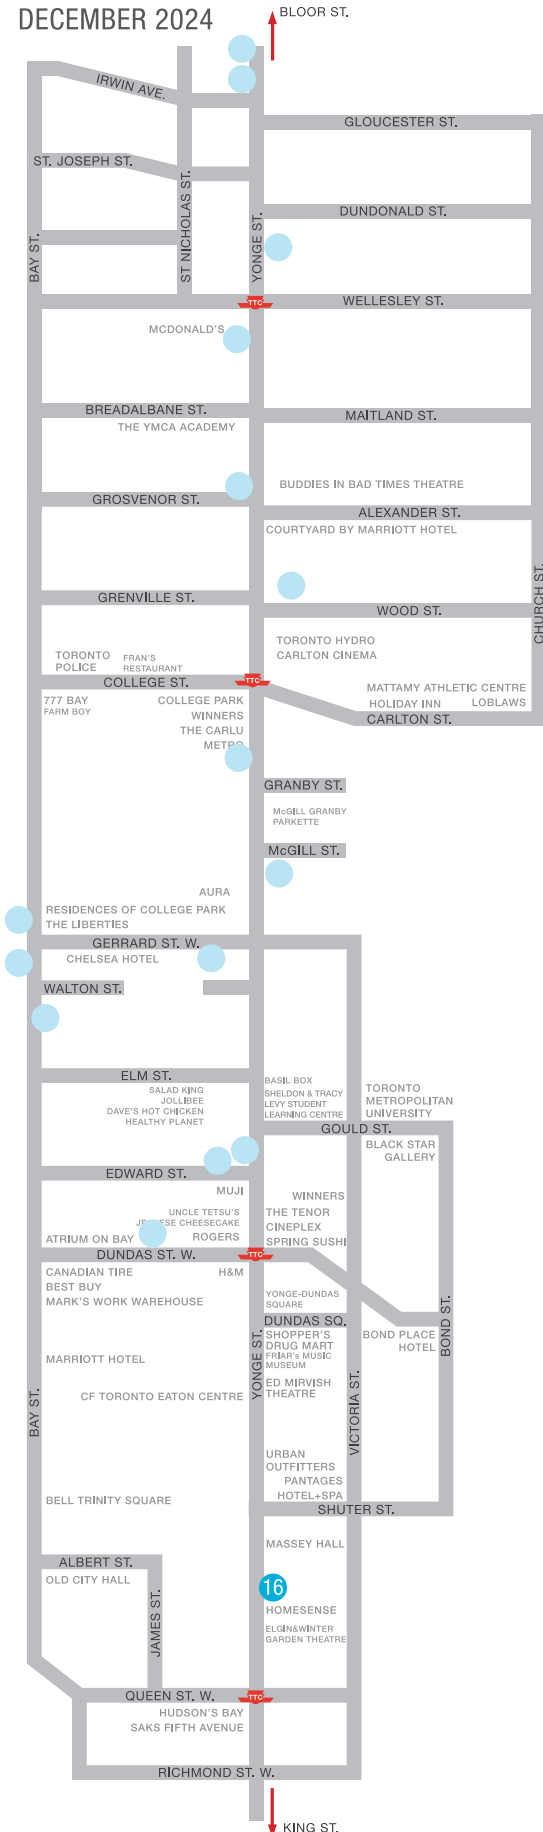 DECEMBER 2024
BLOOR ST.
IRWIN AVE.
GLOUCESTER ST.
ST. JOSEPH ST.
ST NICHOLAS ST.
DUNDONALD ST.
BAY ST.
YONGE ST.
TTC
WELLESLEY ST.
MCDONALD'S
BREADALBANE ST.
MAITLAND ST.
THE YMCA ACADEMY
BUDDIES IN BAD TIMES THEATRE
GROSVENOR ST.
ALEXANDER ST.
COURTYARD BY MARRIOTT HOTEL
CHURCH ST.
GRENVILLE ST.
WOOD ST.
TORONTO HYDRO
CARLTON CINEMA
TORONTO
POLICE
FRAN'S
RESTAURANT
COLLEGE ST.
TTC
MATTAMY ATHLETIC CENTRE
HOLIDAY INN
LOBLAWS
CARLTON ST.
777 BAY
FARM BOY
COLLEGE PARK
WINNERS
THE CARLU
METRO
GRANBY ST.
McGILL GRANBY
PARKETTE
McGILL ST.
AURA
RESIDENCES OF COLLEGE PARK
THE LIBERTIES
GERRARD ST. W.
CHELSEA HOTEL
WALTON ST.
ELM ST.
SALAD KING
JOLLIBEE
DAVE'S HOT CHICKEN
HEALTHY PLANET
BASIL BOX
SHELDON & TRACY
LEVY STUDENT
LEARNING CENTRE
TORONTO
METROPOLITAN
UNIVERSITY
GOULD ST.
BLACK STAR
GALLERY
EDWARD ST.
MUJI
WINNERS
UNCLE TETSU'S
CHEESECAKE
ROGERS
THE TENOR
CINEPLEX
SPRING SUSHI
ATRIUM ON BAY
DUNDAS ST. W.
TTC
CANADIAN TIRE
BEST BUY
MARK'S WORK WAREHOUSE
H&M
YONGE-DUNDAS
SQUARE
DUNDAS SQ.
SHOPPER'S
DRUG MART
FRIAR's MUSIC
MUSEUM
ED MIRVISH
THEATRE
BOND PLACE
HOTEL
BOND ST.
MARRIOTT HOTEL
CF TORONTO EATON CENTRE
BAY ST.
YONGE ST.
VICTORIA ST.
URBAN
OUTFITTERS
PANTAGES
HOTEL+SPA
BELL TRINITY SQUARE
SHUTER ST.
MASSEY HALL
ALBERT ST.
OLD CITY HALL
JAMES ST.
16
HOMESENSE
ELGIN&WINTER
GARDEN THEATRE
QUEEN ST. W.
TTC
HUDSON'S BAY
SAKS FIFTH AVENUE
RICHMOND ST. W.
KING ST.